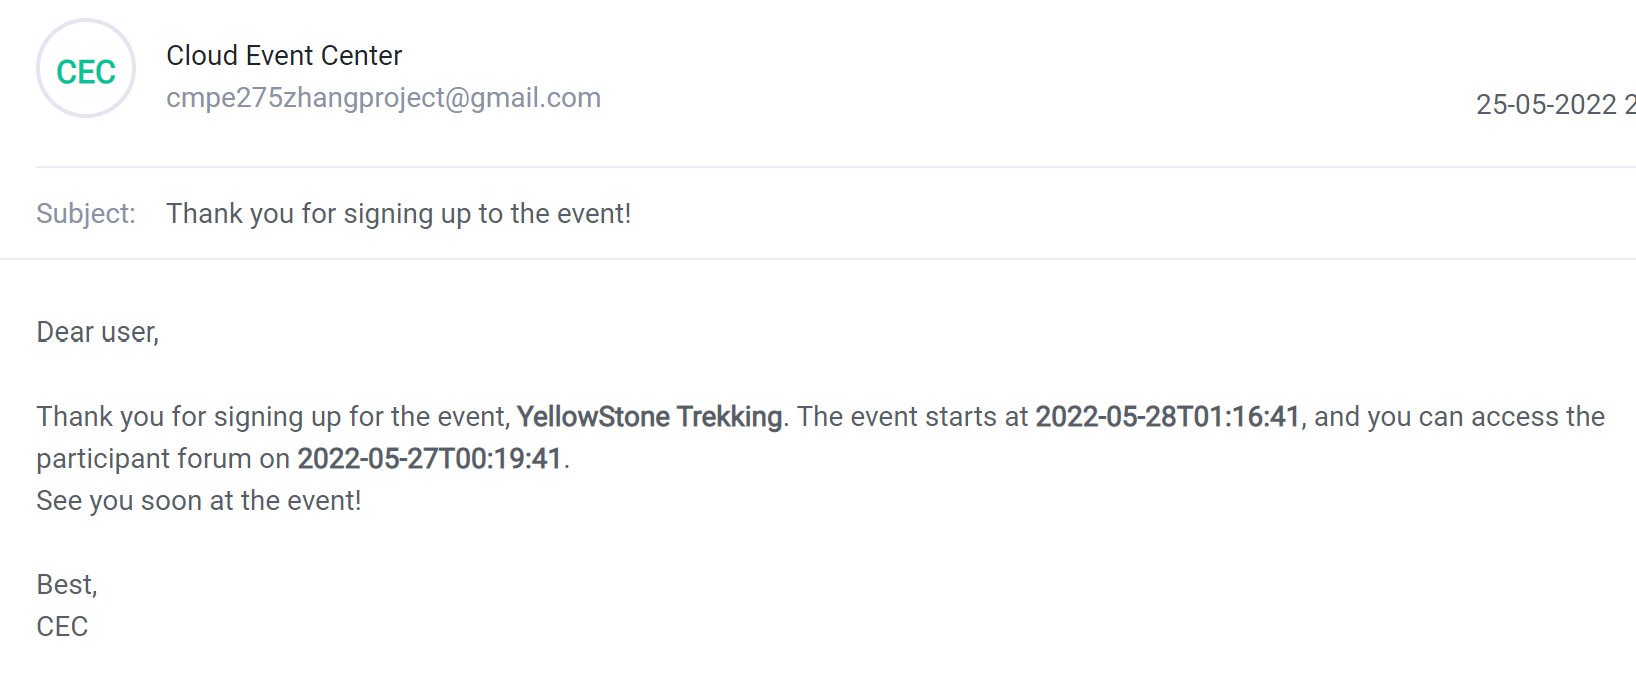 CEC
Cloud Event Center
cmpe275zhangproject@gmail.com
25-05-2022 2
Subject: Thank you for signing up to the event!
Dear user,
Thank you for signing up for the event, YellowStone Trekking. The event starts at 2022-05-28T01:16:41, and you can access the
participant forum on 2022-05-27T00:19:41.
See you soon at the event!
Best,
CEC